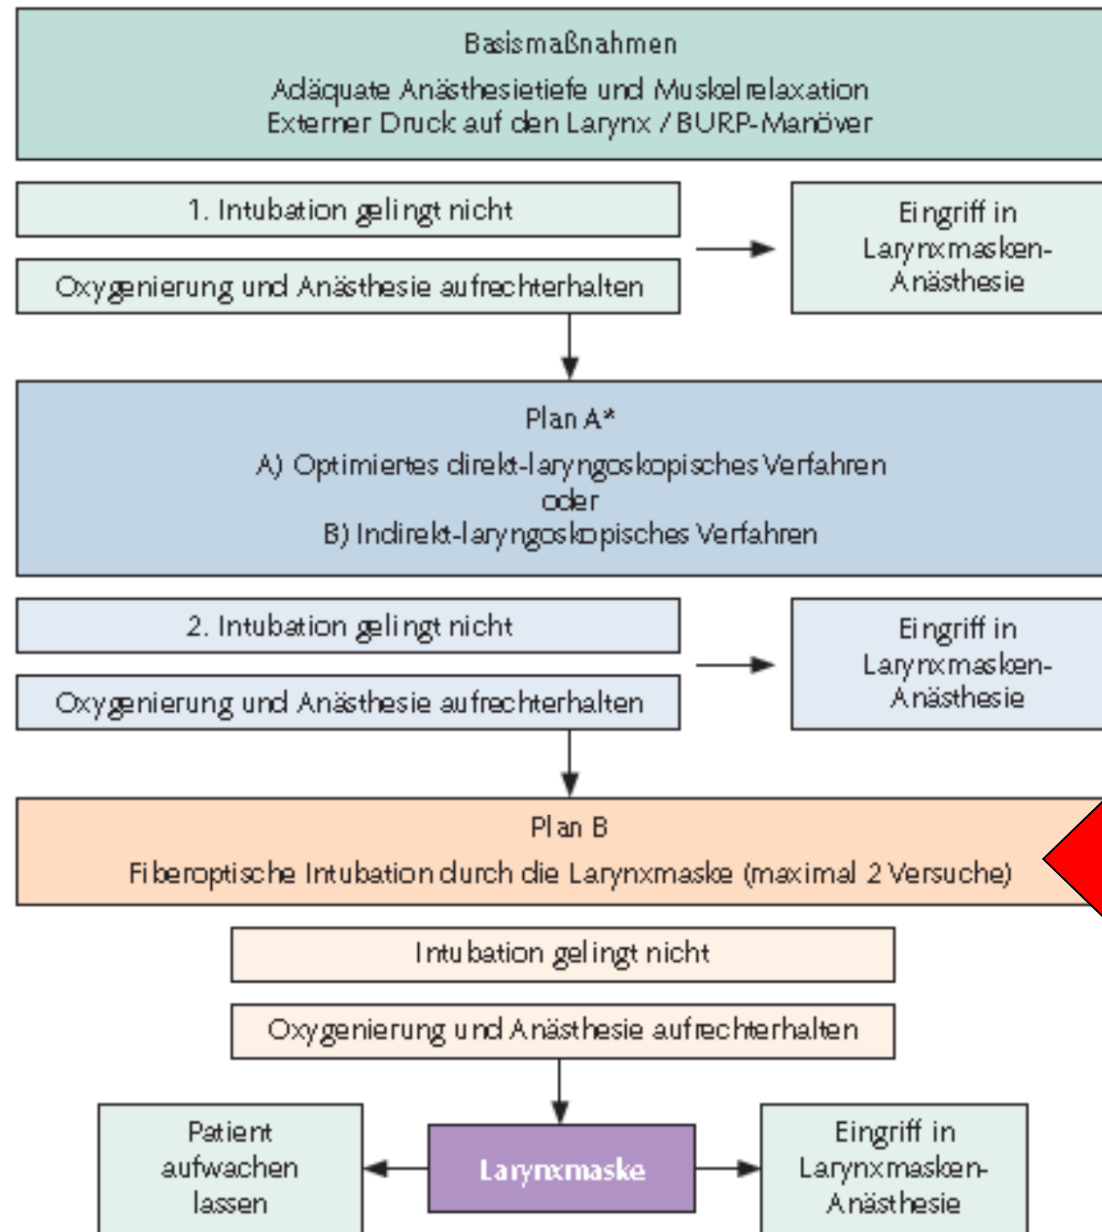 Basismaßnahmen
Adäquate Anästhesietiefe und Muskelrelaxation
Externer Druck auf den Larynx / BURP-Manöver
1. Intubation gelingt nicht
Oxygenierung und Anästhesie aufrechterhalten
Eingriff in
Larynxmasken-
Anästhesie
Plan A*
A) Optimiertes direkt-laryngoskopisches Verfahren
oder
B) Indirekt-laryngoskopisches Verfahren
2. Intubation gelingt nicht
Oxygenierung und Anästhesie aufrechterhalten
Eingriff in
Larynxmasken-
Anästhesie
Plan B
Fiberoptische Intubation durch die Larynxmaske (maximal 2 Versuche)
Intubation gelingt nicht
Oxygenierung und Anästhesie aufrechterhalten
Patient
aufwachen
lassen
Larynxmaske
Eingriff in
Larynxmasken-
Anästhesie